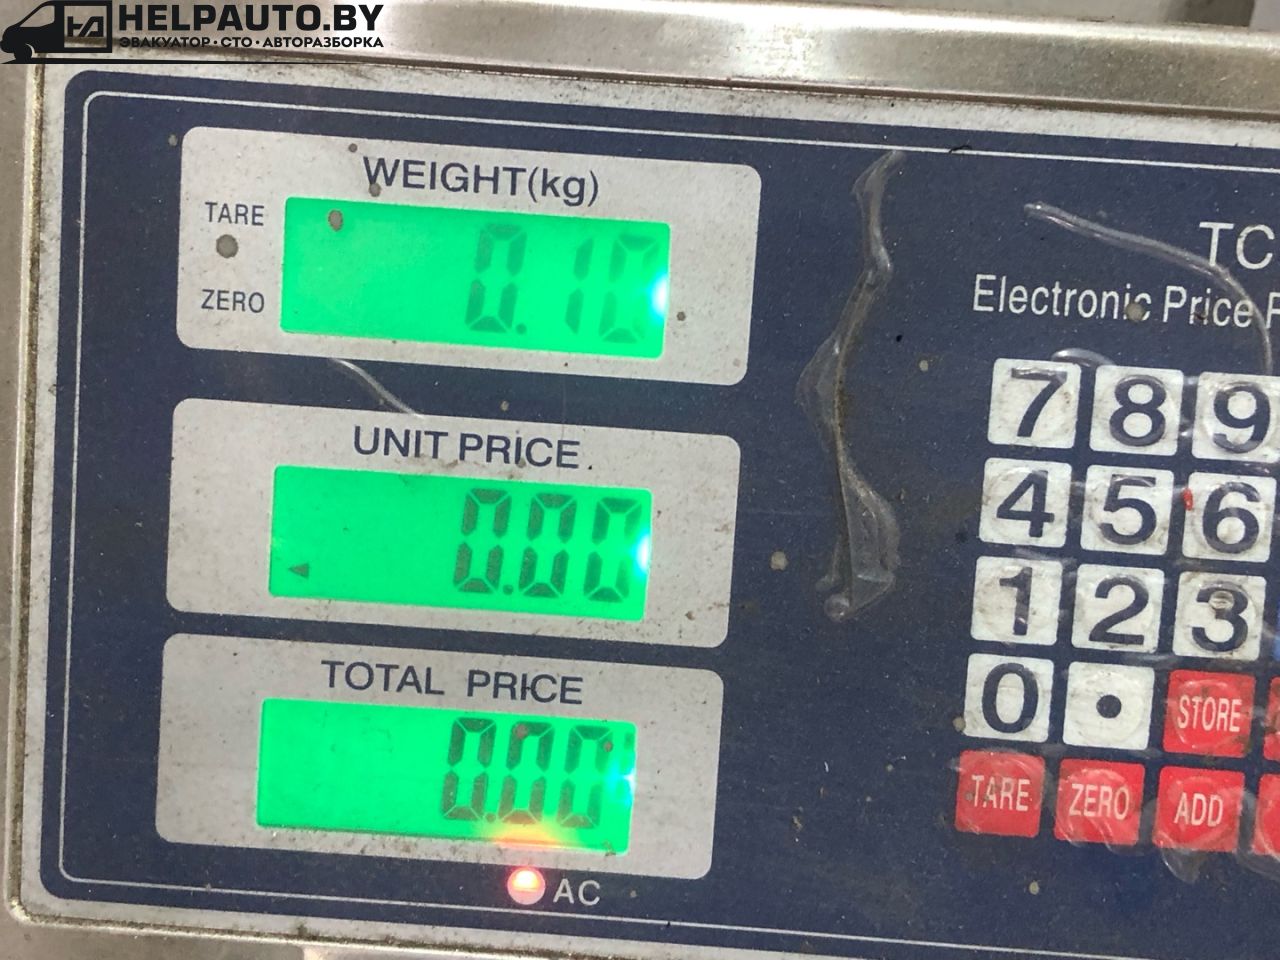 HELPAUTO.BY
ЭВАКУАТОР·СТО·АВТОРАЗБОРКА
WEIGHT(kg)
TARE
0.10
ZERO
UNIT PRICE
0.00
TOTAL PRICE
0.00
AC
TC
Electronic Price
7 8 9
4 5 6
1 2 3
0 • STORE
TARE ZERO ADD